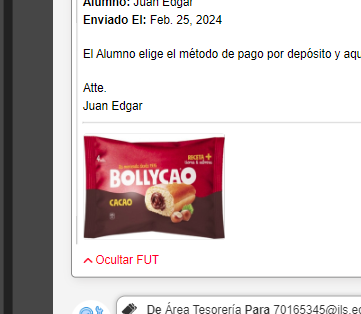 Alumno: Juan Edgar
Enviado El: Feb. 25, 2024
El Alumno elige el método de pago por depósito y aqu
Atte.
Juan Edgar
RECETA +
BOLLYCAO
CACAO
Ocultar FUT
De Área Tesorería Para 70165345@ils.e